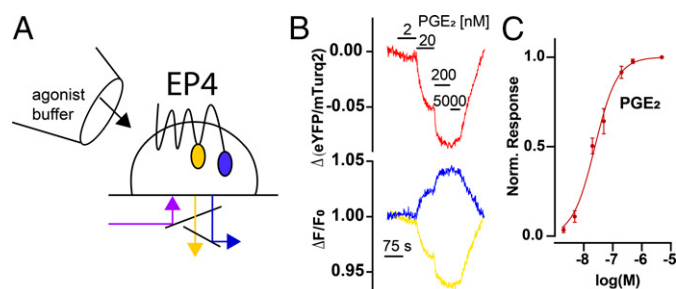 A
EP4
agonist
buffer
B
PGE₂ [nM]
2
20
200
5000
0.00
-0.05
Δ(eYFP/mTurq2)
1.05
1.00
0.95
ΔF/F₀
75 s
C
Norm. Response
1.0
0.5
0.0
PGE₂
-8
-7
-6
-5
log(M)